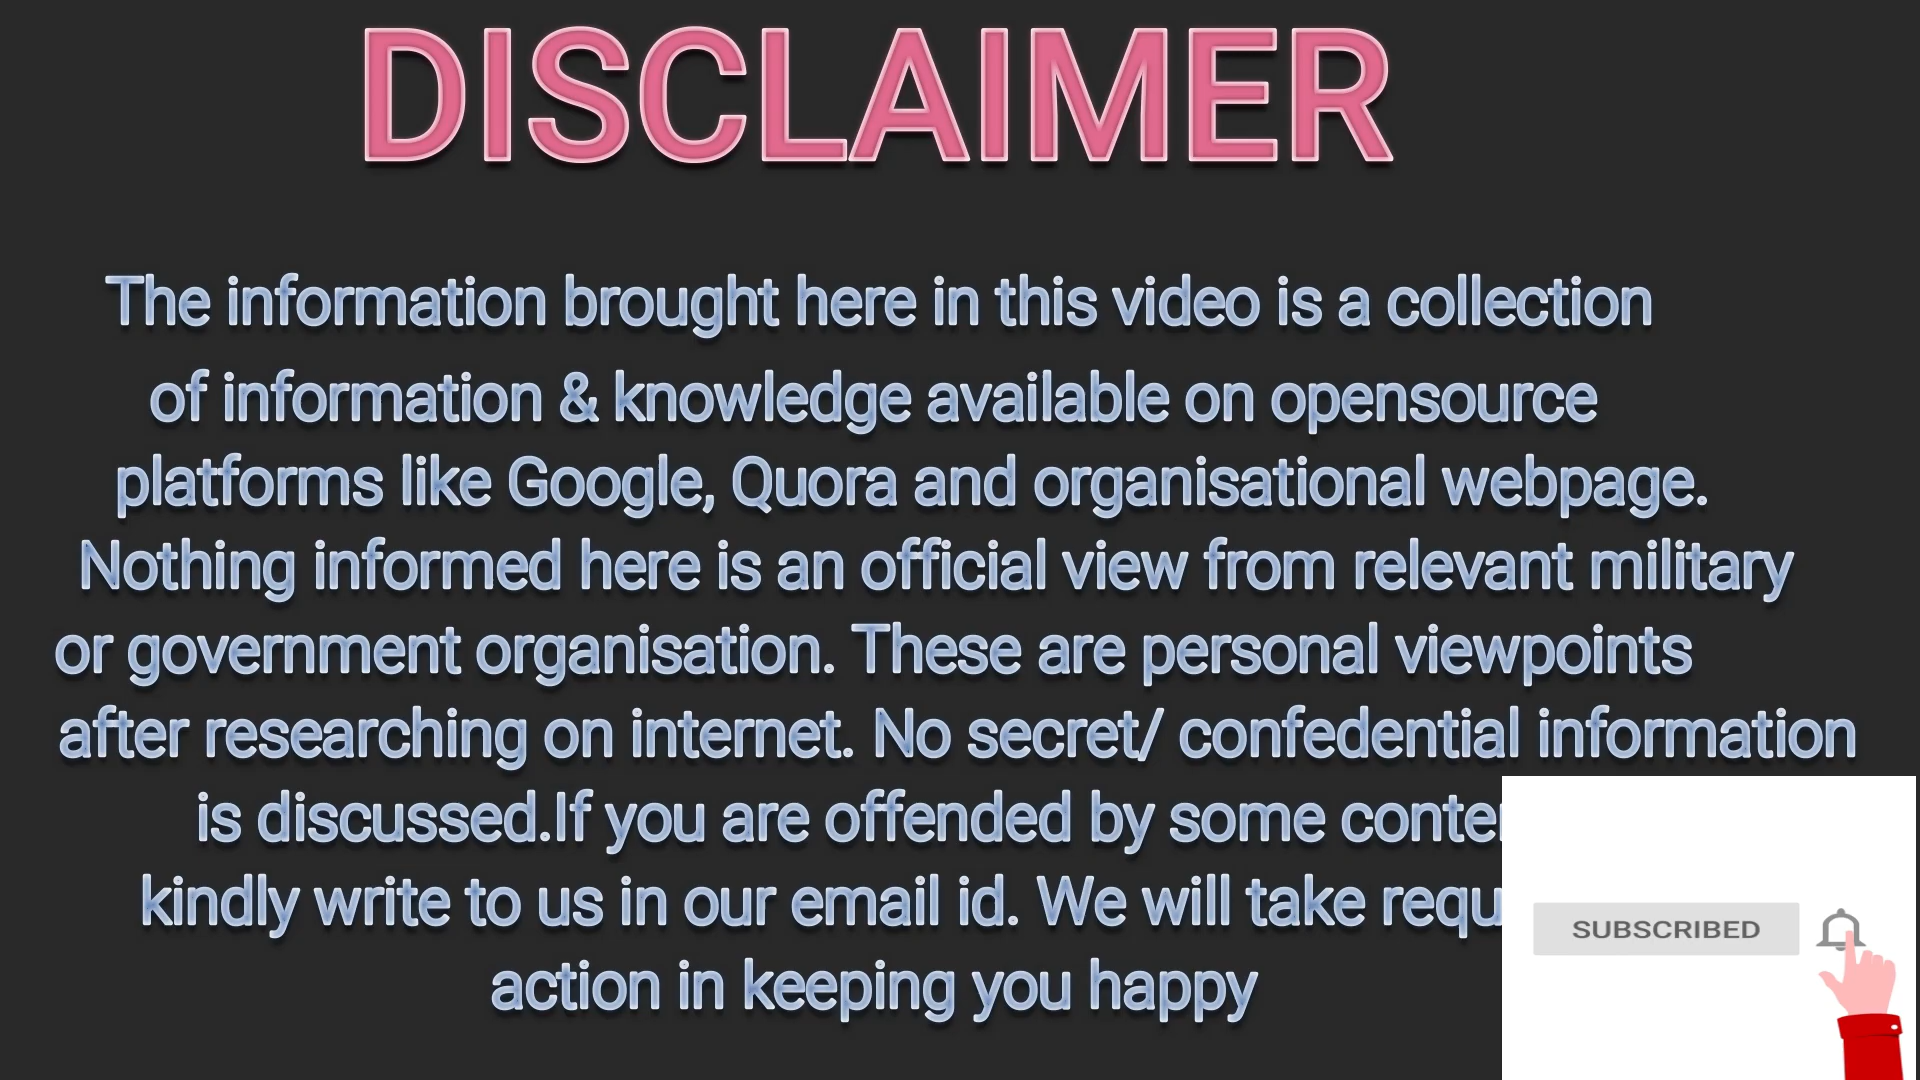 DISCLAIMER
The information brought here in this video is a collection
of information & knowledge available on opensource
platforms like Google, Quora and organisational webpage.
Nothing informed here is an official view from relevant military
or government organisation. These are personal viewpoints
after researching on internet. No secret/ confedential information
is discussed.If you are offended by some
kindly write to us in our email id. We will take
action in keeping you happy
SUBSCRIBED